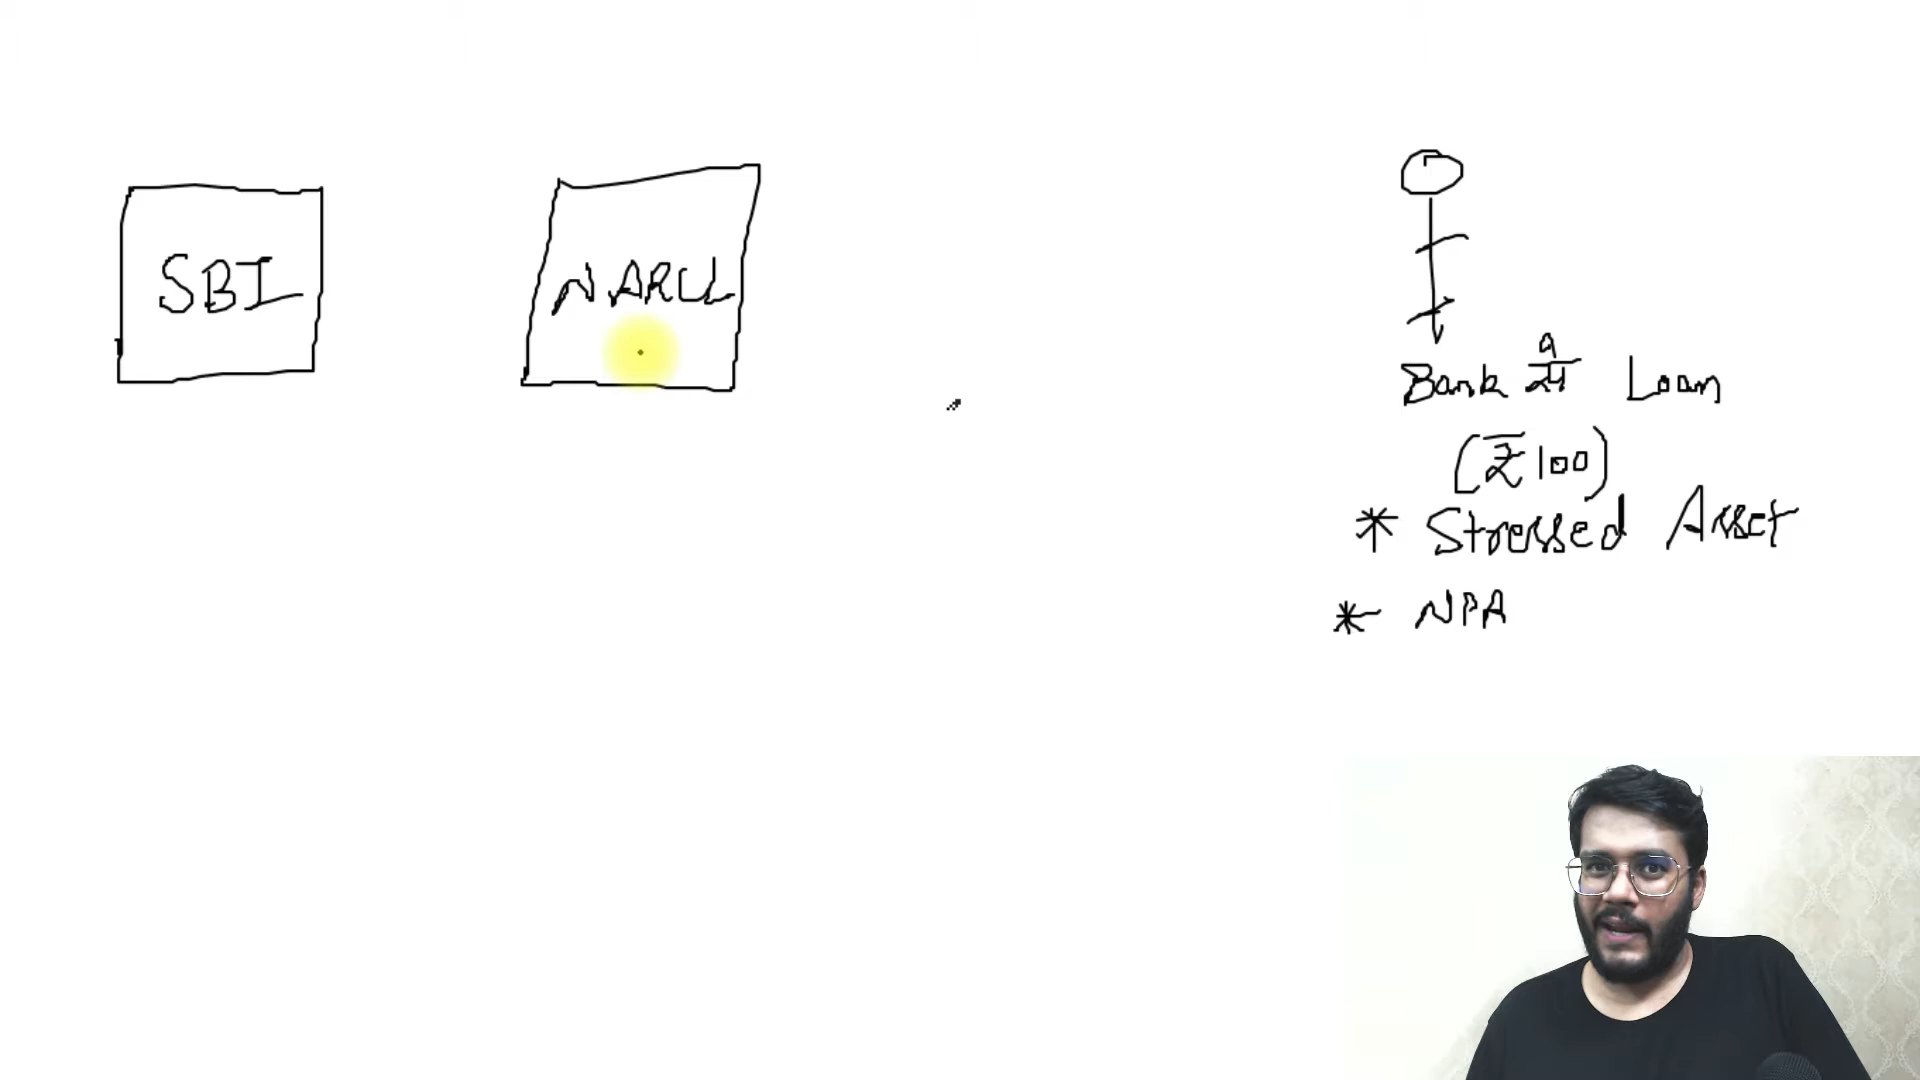 SBI
NARCL
Bank Loan
(₹100)
* Stressed Asset
* NPA